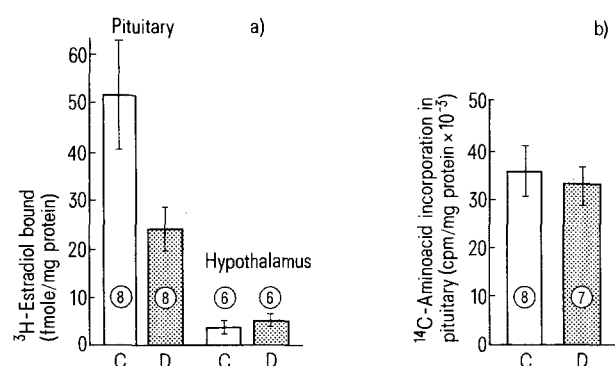 Pituitary
a)
³H-Estradiol bound
(fmole/mg protein)
60
50
40
30
20
10
0
Hypothalamus
8
8
6
6
C
D
C
D
b)
¹⁴C-Aminoacid incorporation in
pituitary (cpm/mg protein × 10⁻³)
50
40
30
20
10
0
8
7
C
D